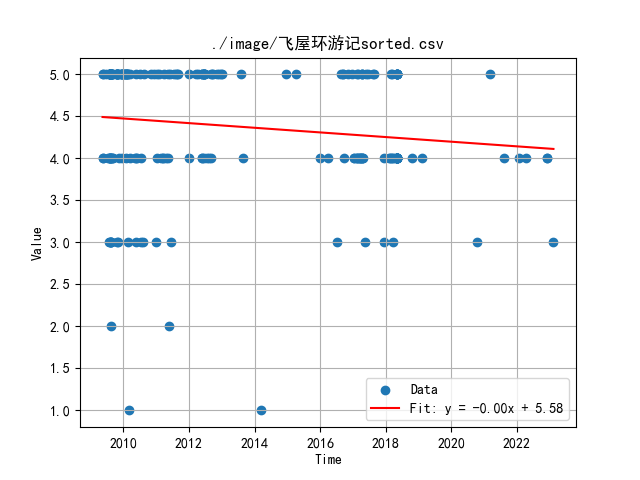 ./image/飞屋环游记sorted.csv
5.0
4.5
4.0
3.5
3.0
2.5
2.0
1.5
1.0
Value
2010 2012 2014 2016 2018 2020 2022
Time
Data
Fit: y = -0.00x + 5.58